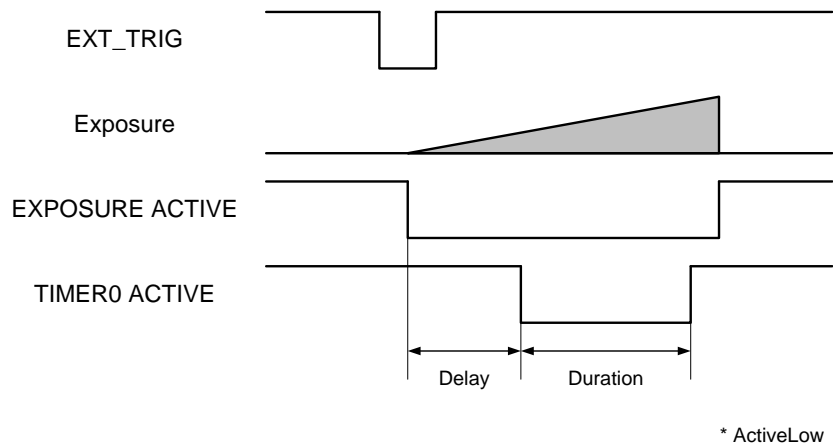 EXT_TRIG
Exposure
EXPOSURE ACTIVE
TIMER0 ACTIVE
Delay
Duration
* ActiveLow